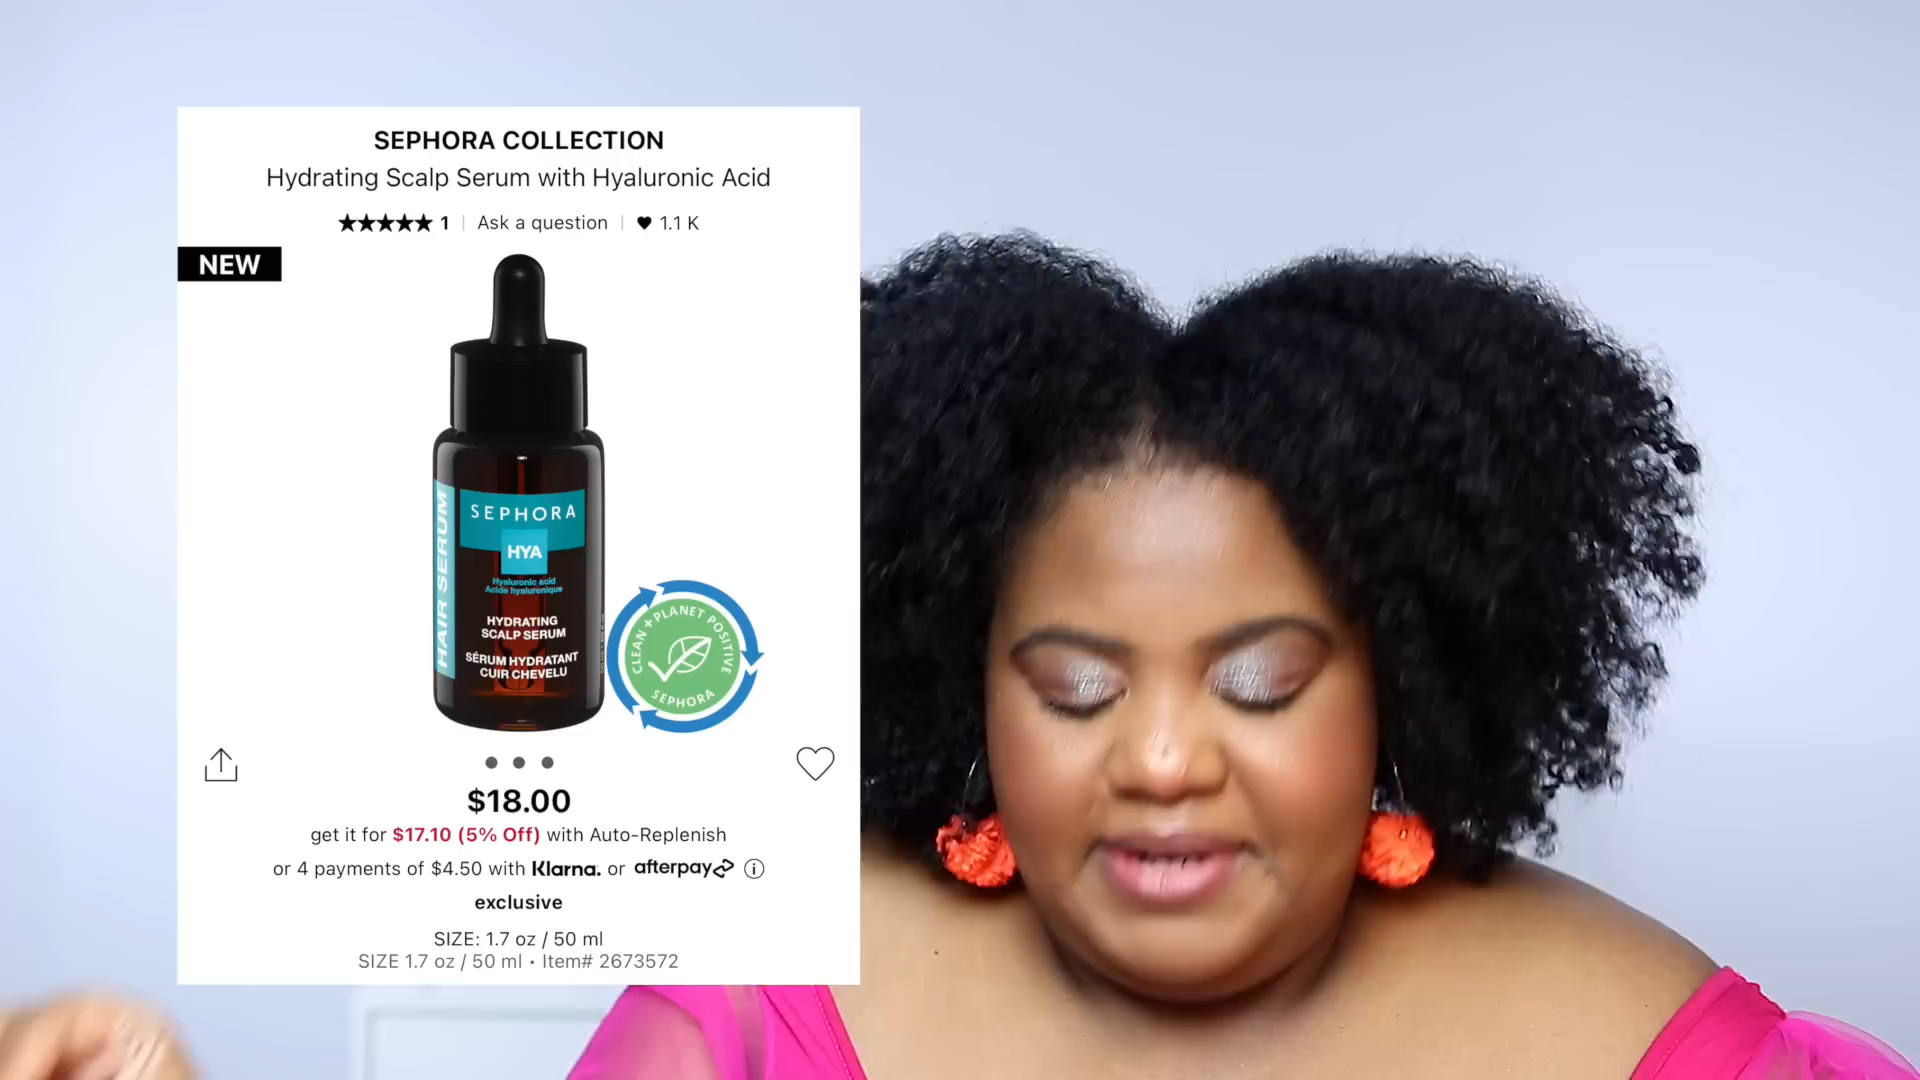 SEPHORA COLLECTION
Hydrating Scalp Serum with Hyaluronic Acid
★★★★★ 1 | Ask a question | ♥ 1.1 K
NEW
HAIR SERUM
SEPHORA
HYA
Hyaluronic acid
Acide hyaluronique
HYDRATING
SCALP SERUM
SÉRUM HYDRATANT
CUIR CHEVELU
CLEAN + PLANET POSITIVE
SEPHORA
$18.00
get it for $17.10 (5% Off) with Auto-Replenish
or 4 payments of $4.50 with Klarna. or afterpay
exclusive
SIZE: 1.7 oz / 50 ml
SIZE 1.7 oz / 50 ml • Item# 2673572